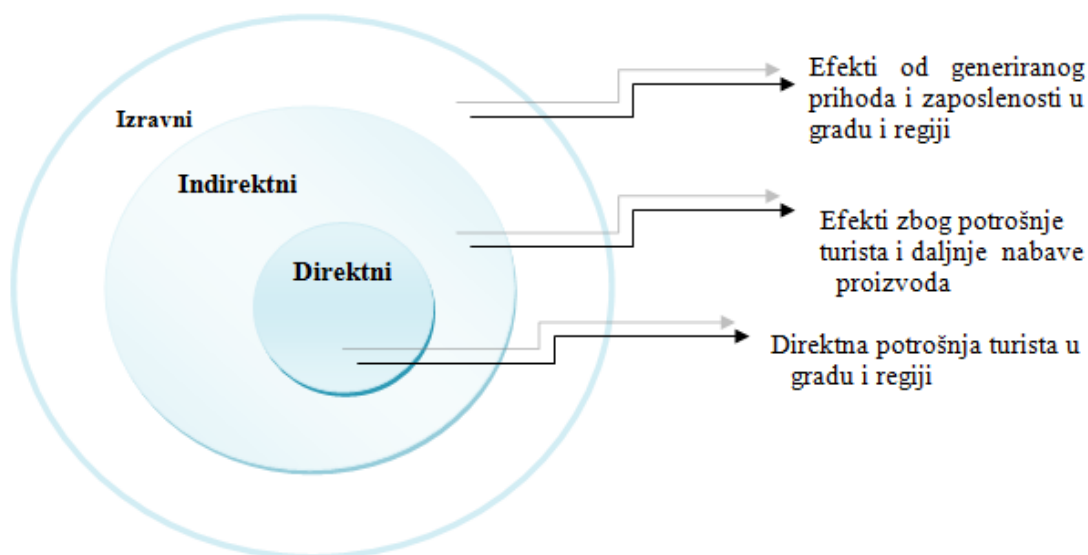 Izravni
Indirektni
Direktni
Efekti od generiranog
prihoda i zaposlenosti u
gradu i regiji
Efekti zbog potrošnje
turista i daljnje nabave
proizvoda
Direktna potrošnja turista u
gradu i regiji